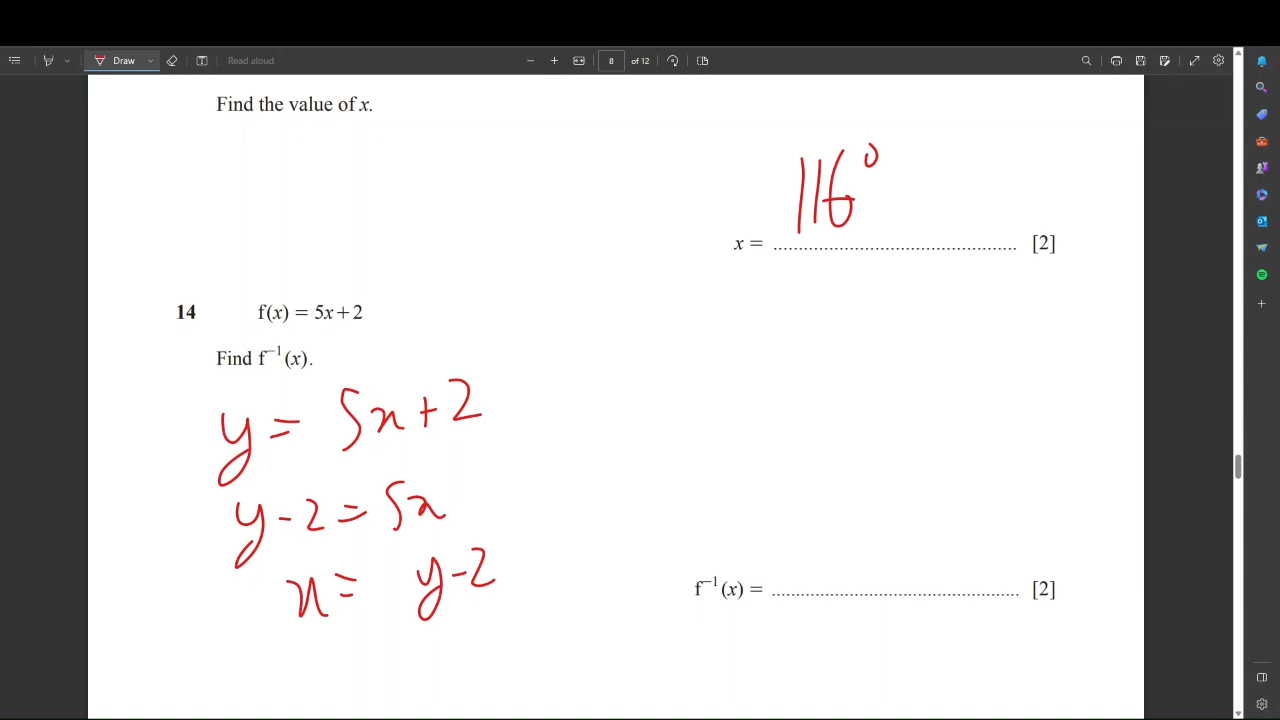 Draw
Read aloud
8 of 12
Find the value of x.
116°
x = ................................................ [2]
14 f(x) = 5x + 2
Find f⁻¹(x).
y = 5x + 2
y - 2 = 5x
x = y - 2
f⁻¹(x) = ................................................ [2]